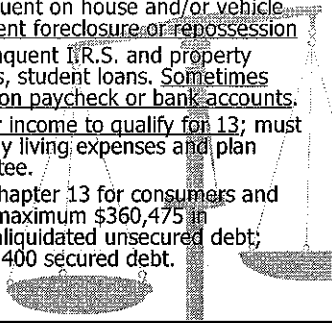 uent on house and/or vehicle
ent foreclosure or repossession
nquent I.R.S. and property
s, student loans. Sometimes
on paycheck or bank accounts.
r income to qualify for 13; must
y living expenses and plan
tee.
hapter 13 for consumers and
maximum $360,475 in
liquidated unsecured debt;
400 secured debt.